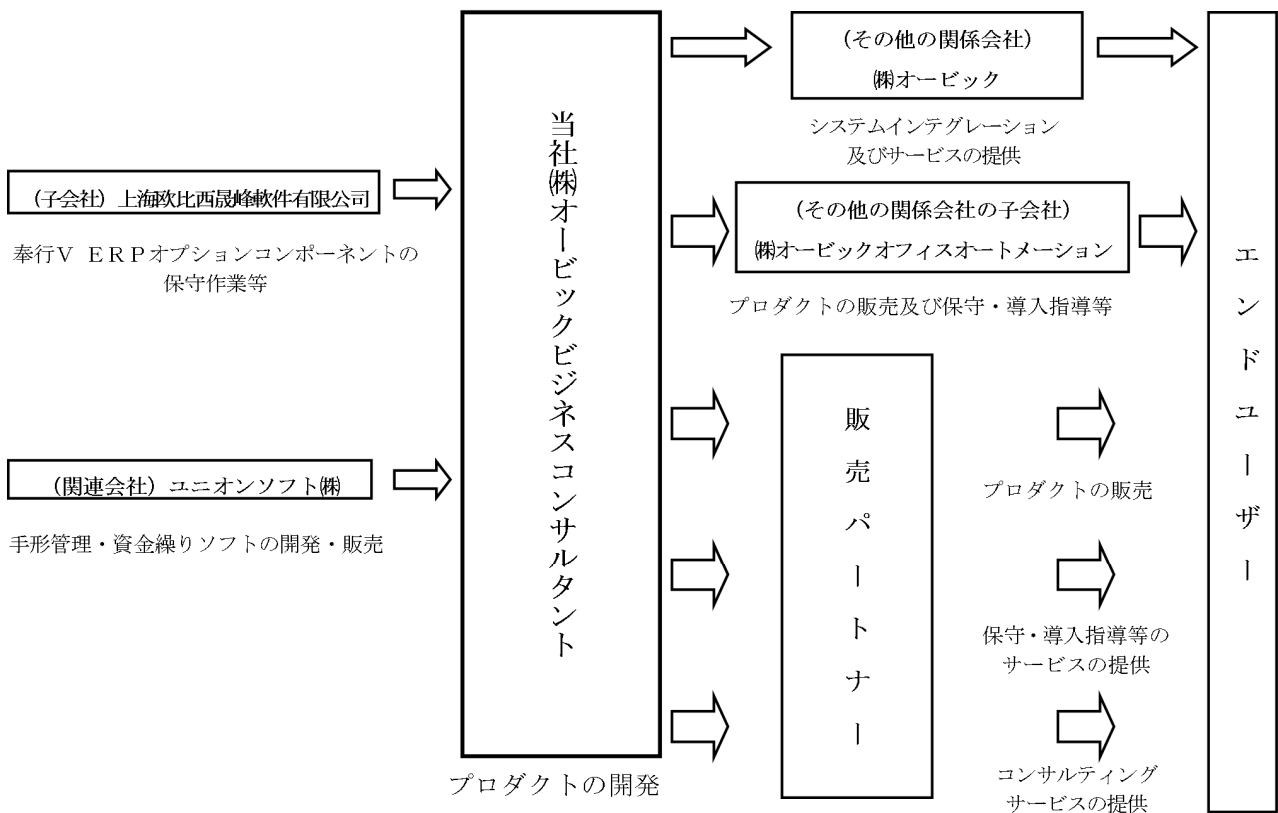 (子会社)上海欧比西晟峰軟件有限公司
奉行V ERPオプションコンポーネントの
保守作業等
(関連会社)ユニオンソフト㈱
手形管理・資金繰りソフトの開発・販売
当社㈱オービックビジネスコンサルタント
プロダクトの開発
(その他の関係会社)
㈱オービック
システムインテグレーション
及びサービスの提供
(その他の関係会社の子会社)
㈱オービックオフィスオートメーション
プロダクトの販売及び保守・導入指導等
販売パートナー
プロダクトの販売
保守・導入指導等の
サービスの提供
コンサルティング
サービスの提供
エンドユーザー